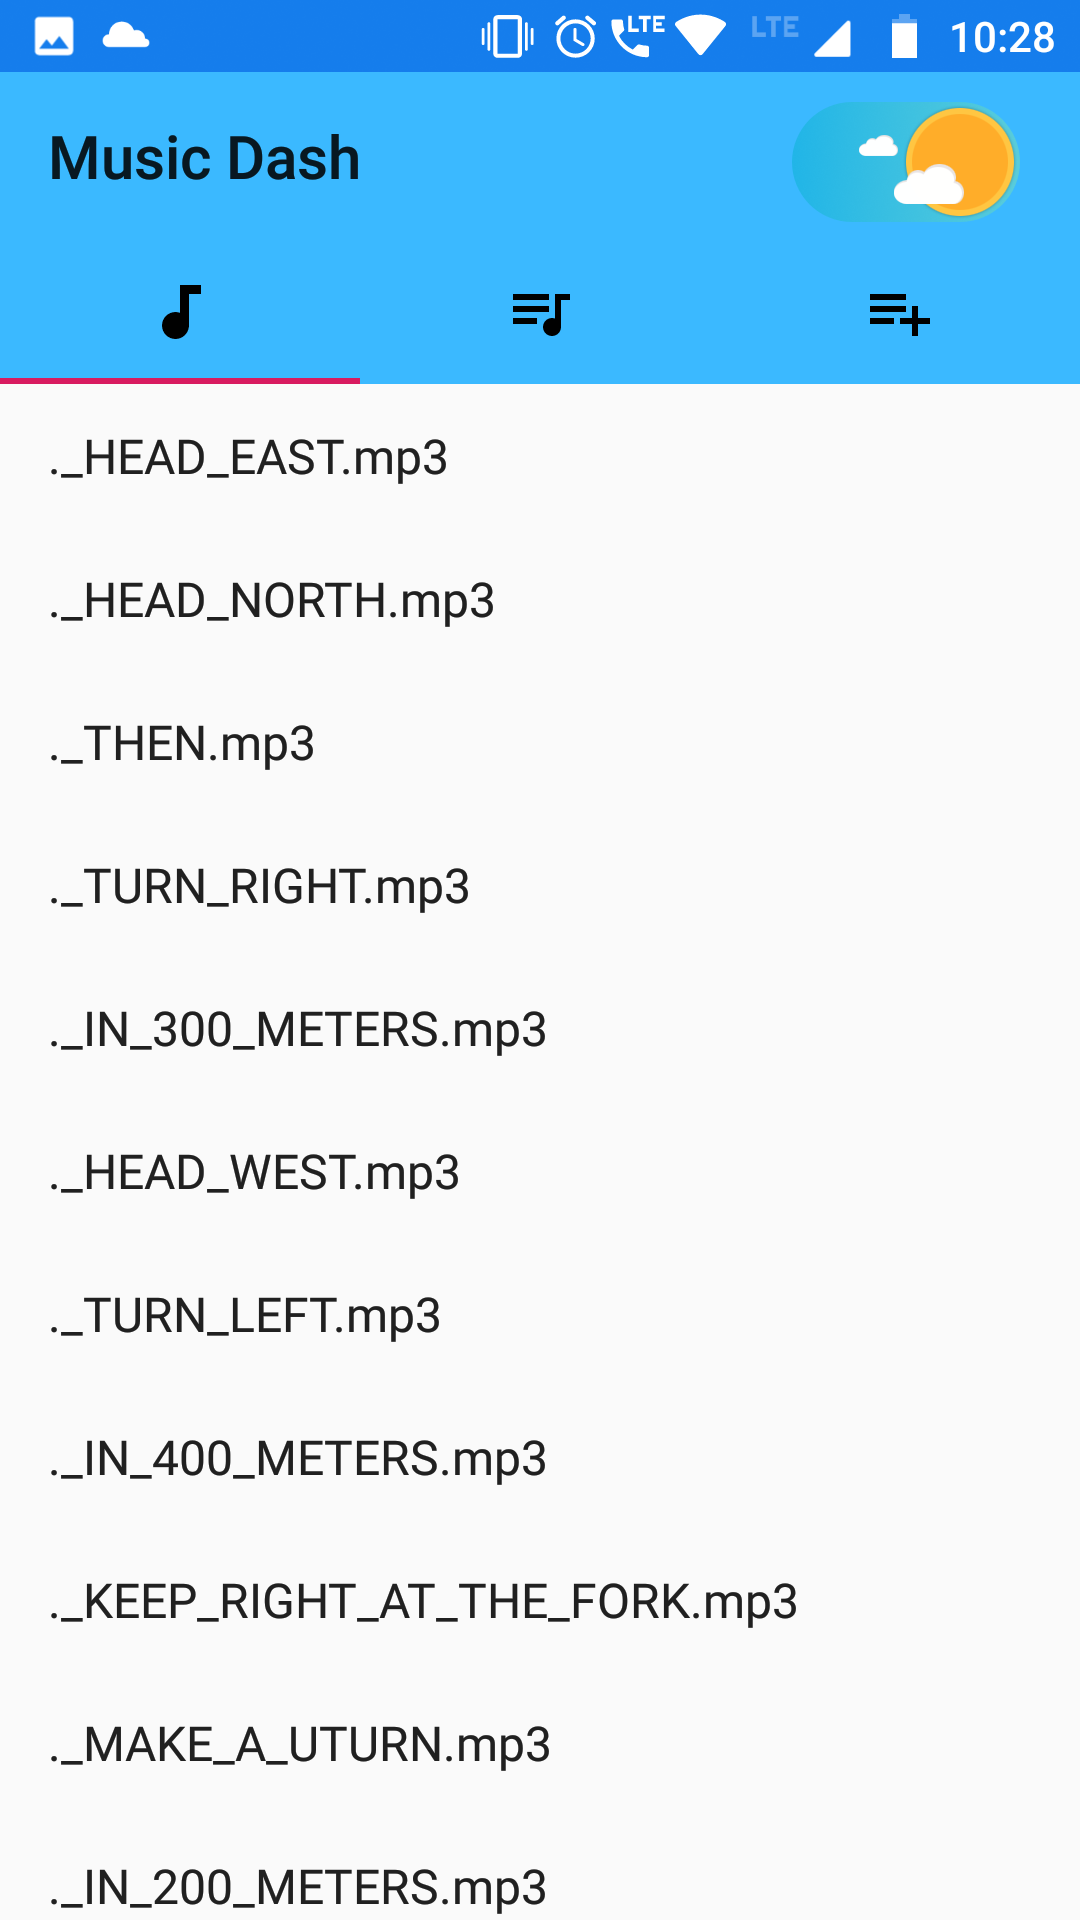 LTE LTE 10:28
Music Dash
._HEAD_EAST.mp3
._HEAD_NORTH.mp3
._THEN.mp3
._TURN_RIGHT.mp3
._IN_300_METERS.mp3
._HEAD_WEST.mp3
._TURN_LEFT.mp3
._IN_400_METERS.mp3
._KEEP_RIGHT_AT_THE_FORK.mp3
._MAKE_A_UTURN.mp3
._IN_200_METERS.mp3